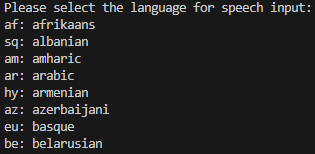 Please select the language for speech input:
af: afrikaans
sq: albanian
am: amharic
ar: arabic
hy: armenian
az: azerbaijani
eu: basque
be: belarusian